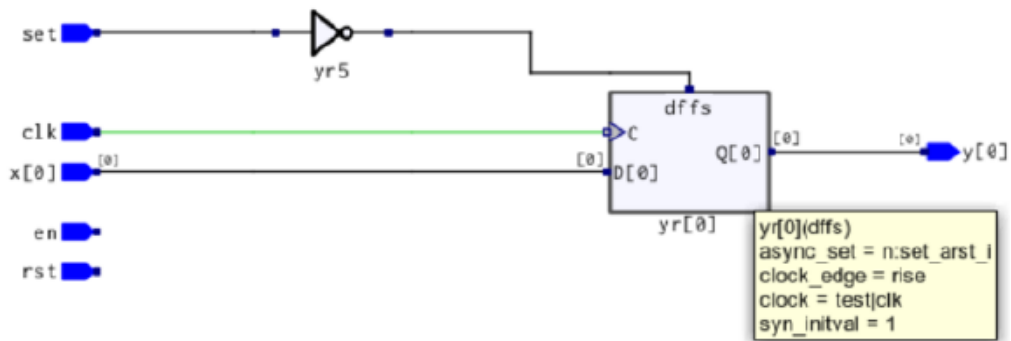 set
yr5
dffs
clk
C
[0]
[0]
[0]
[0]
Q[0]
y[0]
x[0]
D[0]
yr[0]
en
rst
yr[0](dffs)
async_set = n:set_arst_i
clock_edge = rise
clock = test|clk
syn_initval = 1